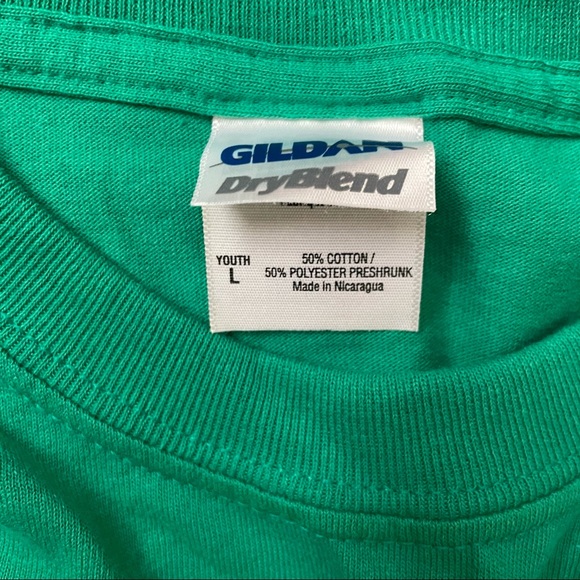 GILDAN
DryBlend
YOUTH
L
50% COTTON /
50% POLYESTER PRESHRUNK
Made in Nicaragua